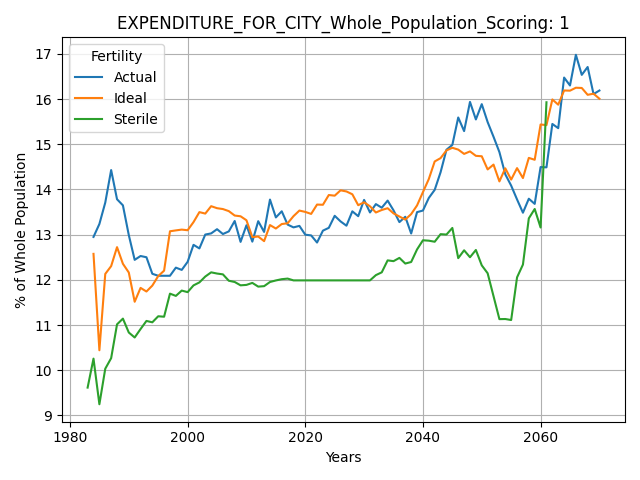 EXPENDITURE_FOR_CITY_Whole_Population_Scoring: 1
Fertility
Actual
Ideal
Sterile
% of Whole Population
17
16
15
14
13
12
11
10
9
1980 2000 2020 2040 2060
Years